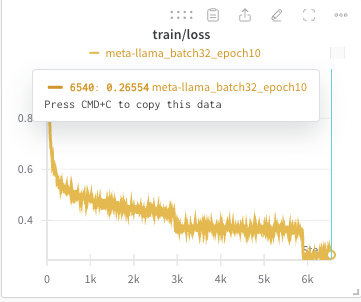 train/loss
meta-llama_batch32_epoch10
6540: 0.26554 meta-llama_batch32_epoch10
Press CMD+C to copy this data
0.8
0.6
0.4
0 1k 2k 3k 4k 5k 6k